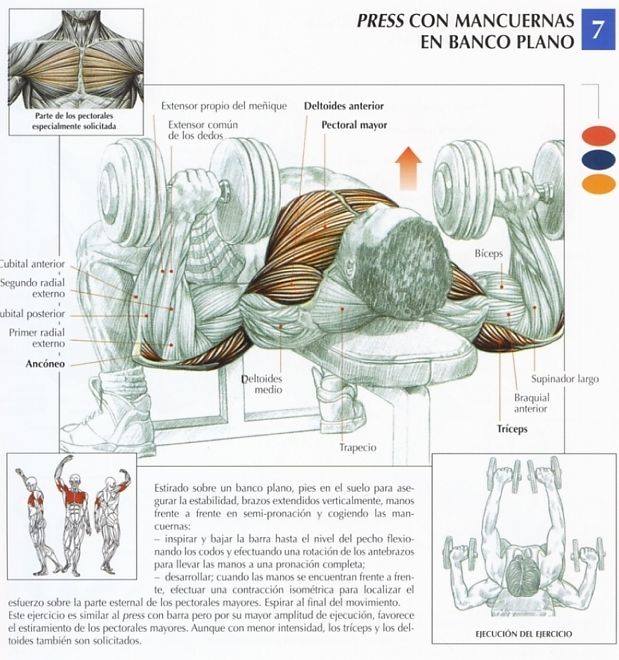 PRESS CON MANCUERNAS
EN BANCO PLANO
7
Parte de los pectorales
especialmente solicitada
Extensor propio del meñique
Deltoides anterior
Extensor común
de los dedos
Pectoral mayor
Bíceps
Cubital anterior
Segundo radial
externo
ubital posterior
Primer radial
externo
Ancóneo
Deltoides
medio
Supinador largo
Braquial
anterior
Tríceps
Trapecio
Estirado sobre un banco plano, pies en el suelo para ase-
gurar la estabilidad, brazos extendidos verticalmente, manos
frente a frente en semi-pronación y cogiendo las man-
cuernas:
– inspirar y bajar la barra hasta el nivel del pecho flexio-
nando los codos y efectuando una rotación de los antebrazos
para llevar las manos a una pronación completa;
– desarrollar; cuando las manos se encuentran frente a fren-
te, efectuar una contracción isométrica para localizar el
esfuerzo sobre la parte esternal de los pectorales mayores. Espirar al final del movimiento.
Este ejercicio es similar al press con barra pero por su mayor amplitud de ejecución, favorece
el estiramiento de los pectorales mayores. Aunque con menor intensidad, los tríceps y los del-
toides también son solicitados.
EJECUCIÓN DEL EJERCICIO